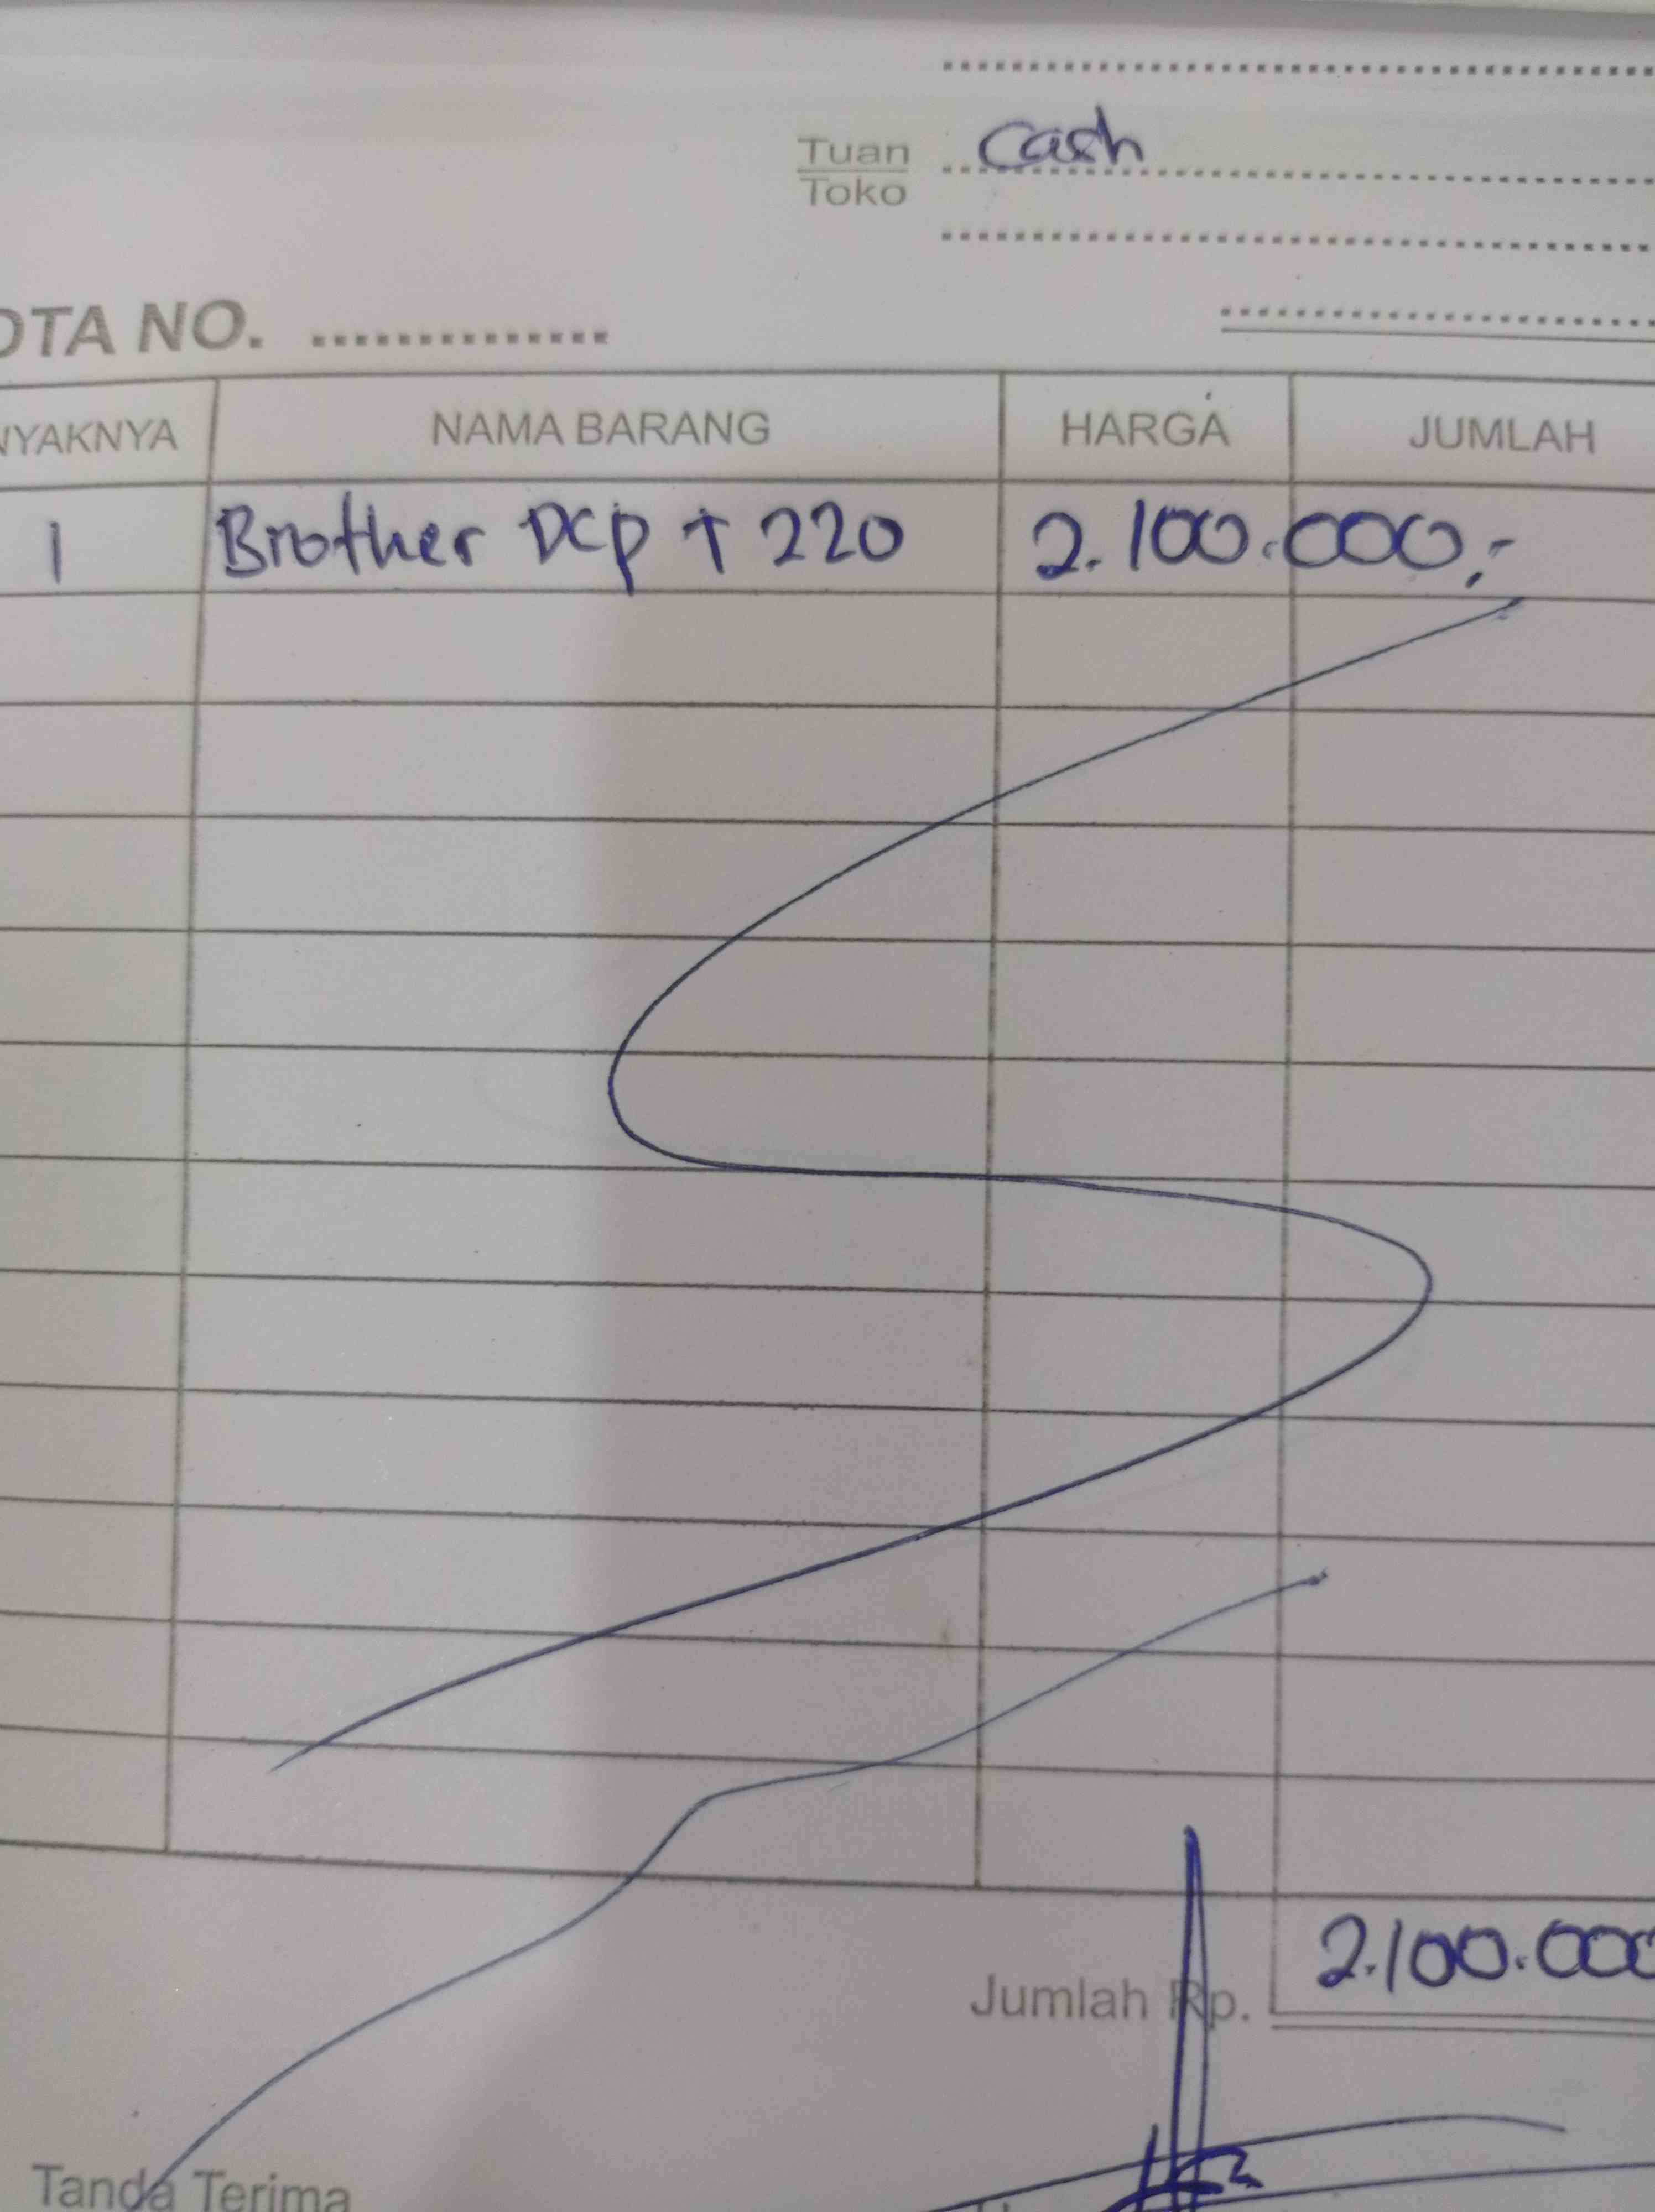 Tuan cash
Toko
OTA NO.
NYAKNYA NAMA BARANG HARGA JUMLAH
1 Brother DCP T 220 2.100.000,-
Jumlah Rp. 2.100.000
Tanda Terima